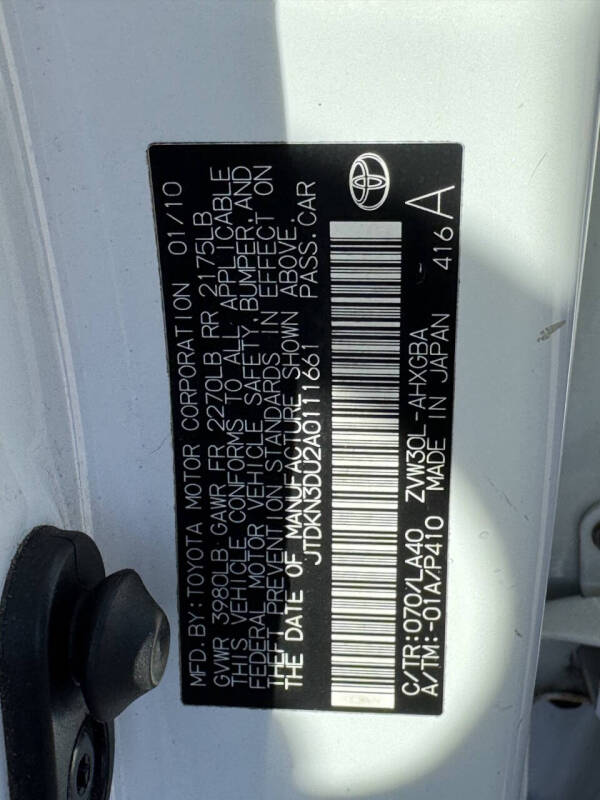 MFD.BY:TOYOTA MOTOR CORPORATION 01/10
GVWR 3980LB GAWR FR 2270LB RR 2175LB
THIS VEHICLE CONFORMS TO ALL APPLICABLE
FEDERAL MOTOR VEHICLE SAFETY, BUMPER, AND
THEFT PREVENTION STANDARDS IN EFFECT ON
THE DATE OF MANUFACTURE SHOWN ABOVE.
JTDKN3DU2A0111661 PASS.CAR
C/TR:070/LA40 ZVW30L-AHXGBA
A/TM:-01A/P410 MADE IN JAPAN 416 A